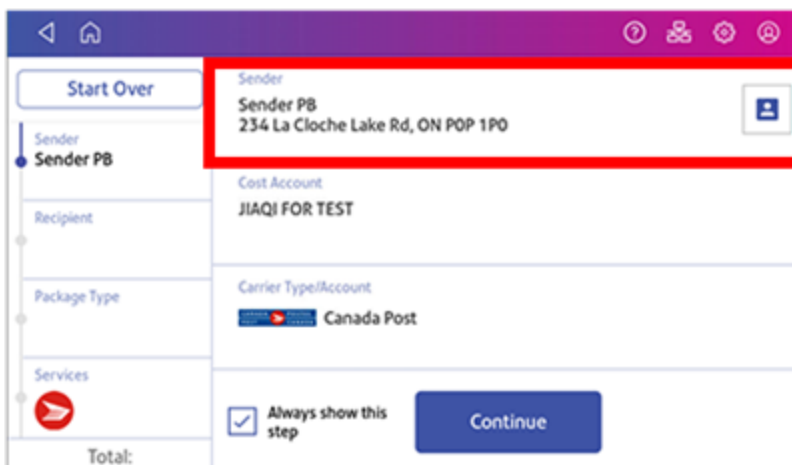 Start Over
Sender
Sender PB
Recipient
Package Type
Services
Total:
Sender
Sender PB
234 La Cloche Lake Rd, ON P0P 1P0
Cost Account
JIAQI FOR TEST
Carrier Type/Account
Canada Post
Always show this
step
Continue